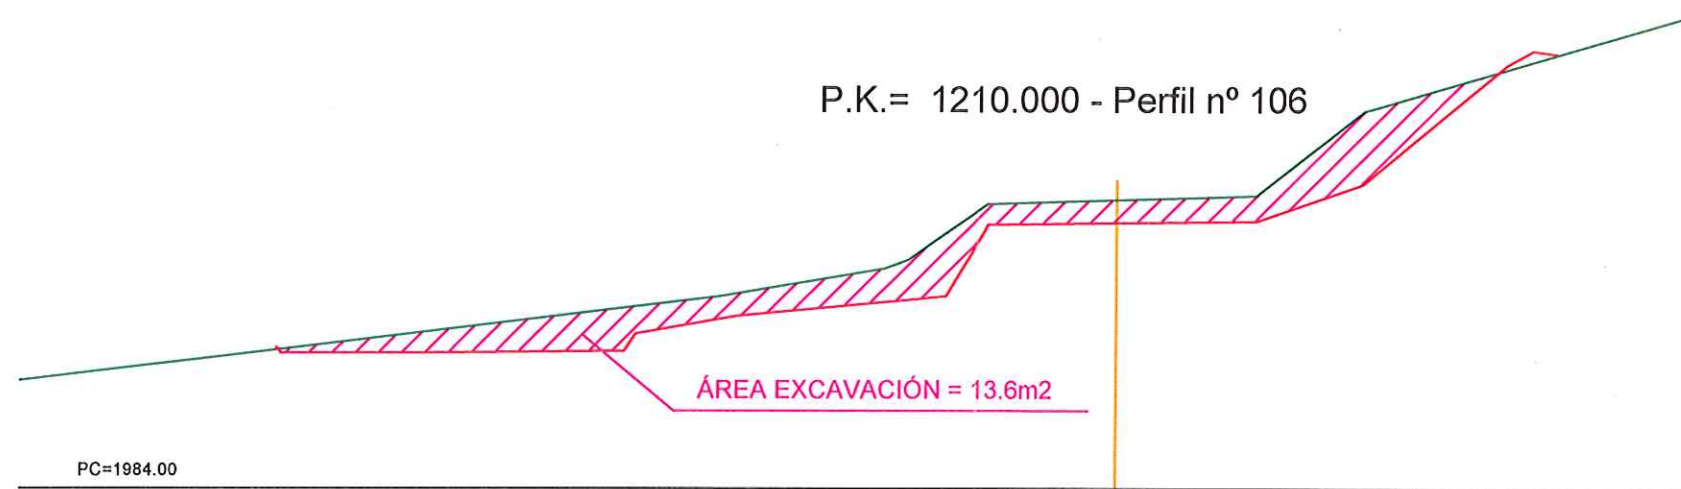 P.K.= 1210.000 - Perfil nº 106
ÁREA EXCAVACIÓN = 13.6m2
PC=1984.00